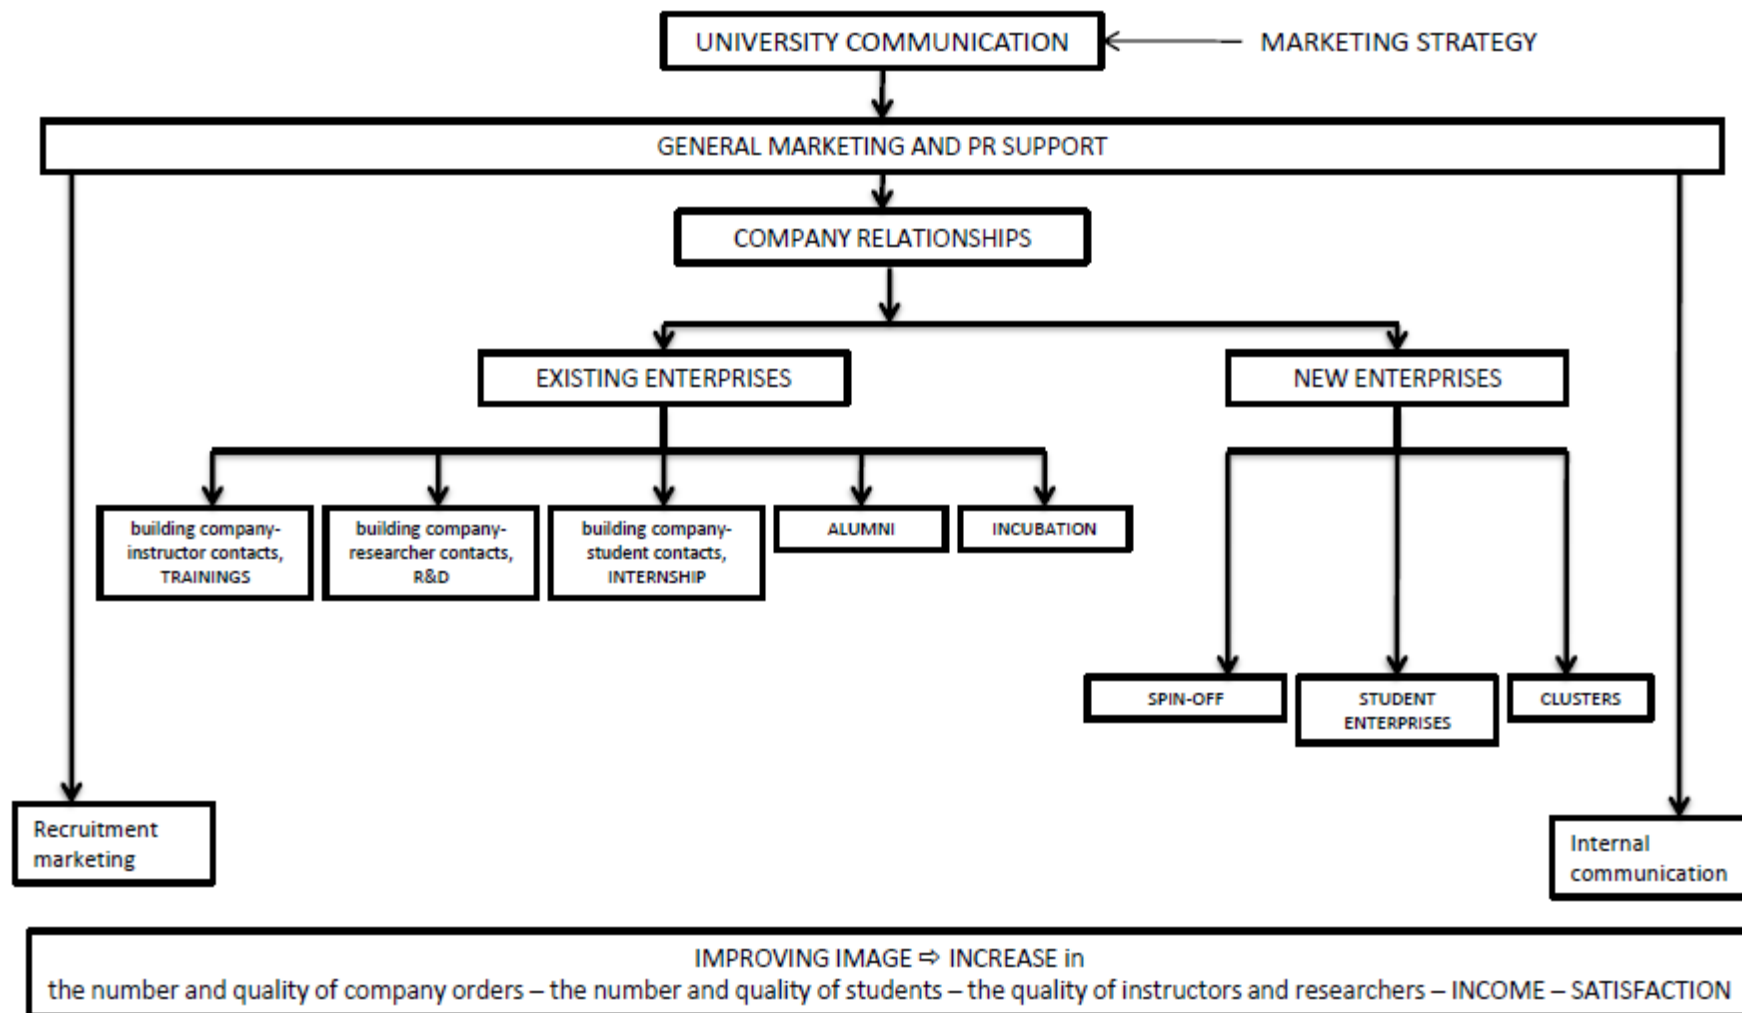 UNIVERSITY COMMUNICATION
MARKETING STRATEGY
GENERAL MARKETING AND PR SUPPORT
COMPANY RELATIONSHIPS
EXISTING ENTERPRISES
NEW ENTERPRISES
building company-
instructor contacts,
TRAININGS
building company-
researcher contacts,
R&D
building company-
student contacts,
INTERNSHIP
ALUMNI
INCUBATION
SPIN-OFF
STUDENT
ENTERPRISES
CLUSTERS
Recruitment
marketing
Internal
communication
IMPROVING IMAGE ⇨ INCREASE in
the number and quality of company orders – the number and quality of students – the quality of instructors and researchers – INCOME – SATISFACTION